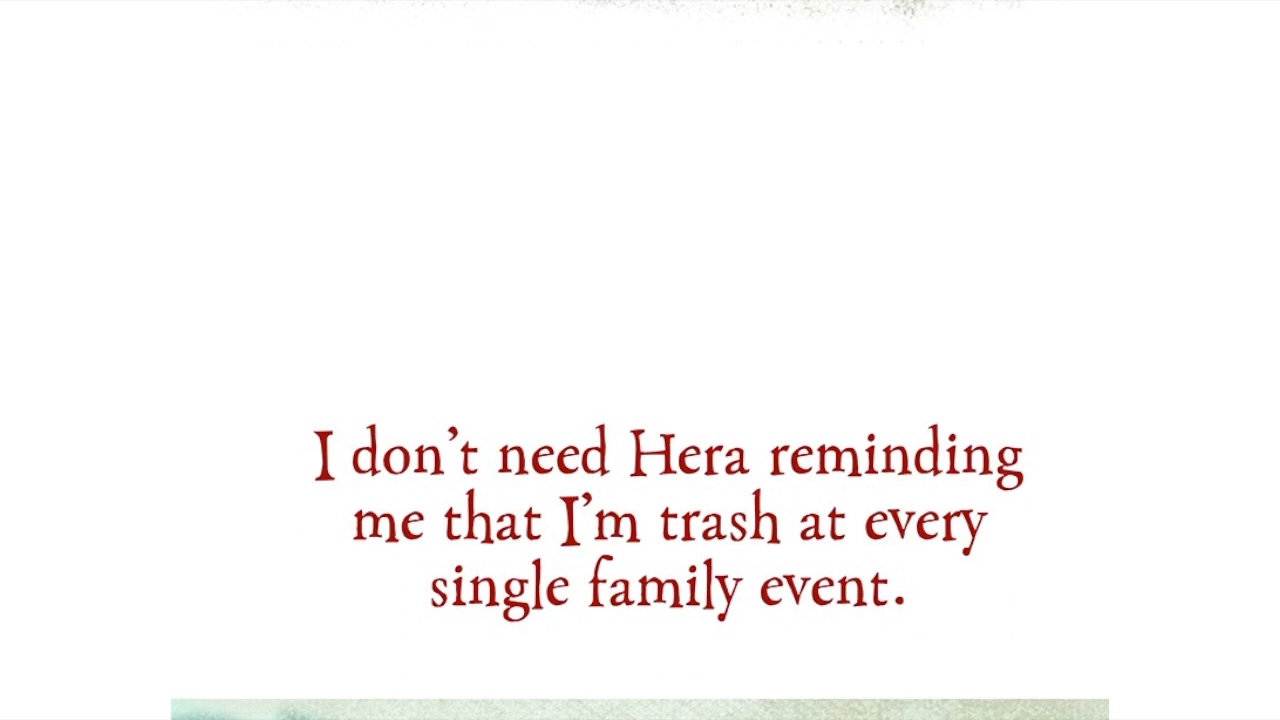 I don’t need Hera reminding
me that I’m trash at every
single family event.